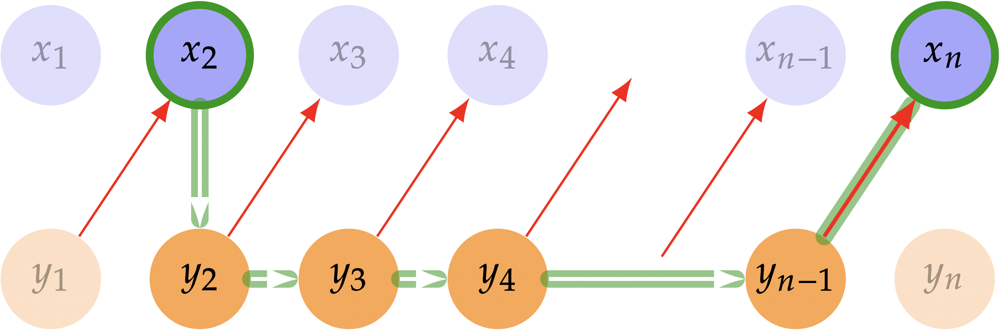 x₁ x₂ x₃ x₄ xₙ₋₁ xₙ
y₁ y₂ y₃ y₄ yₙ₋₁ yₙ